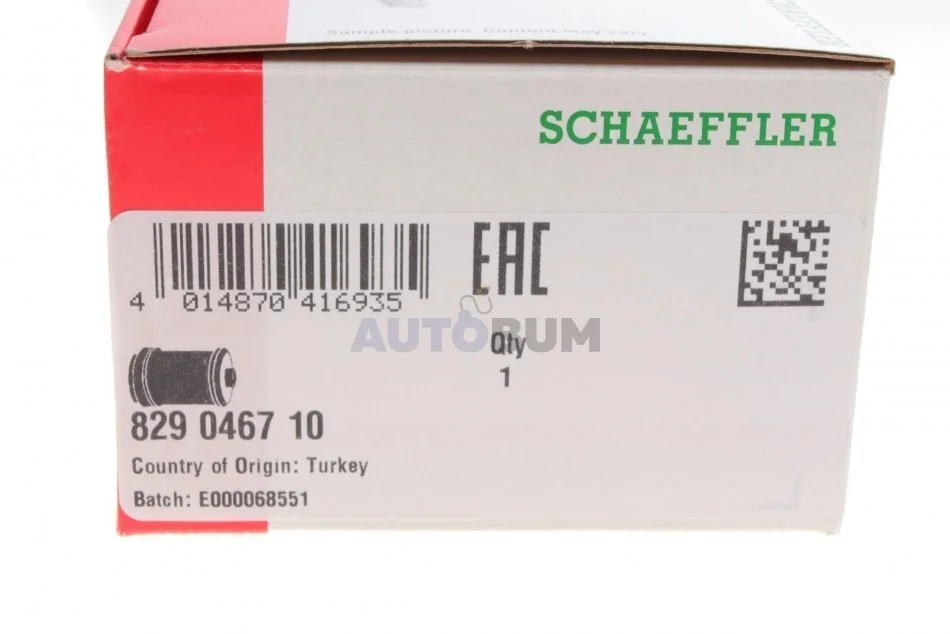 Sample picture. Content may vary
SCHAEFFLER
EAC
4 014870 416935
AUTOBUM
Qty
1
829 0467 10
Country of Origin: Turkey
Batch: E000068551